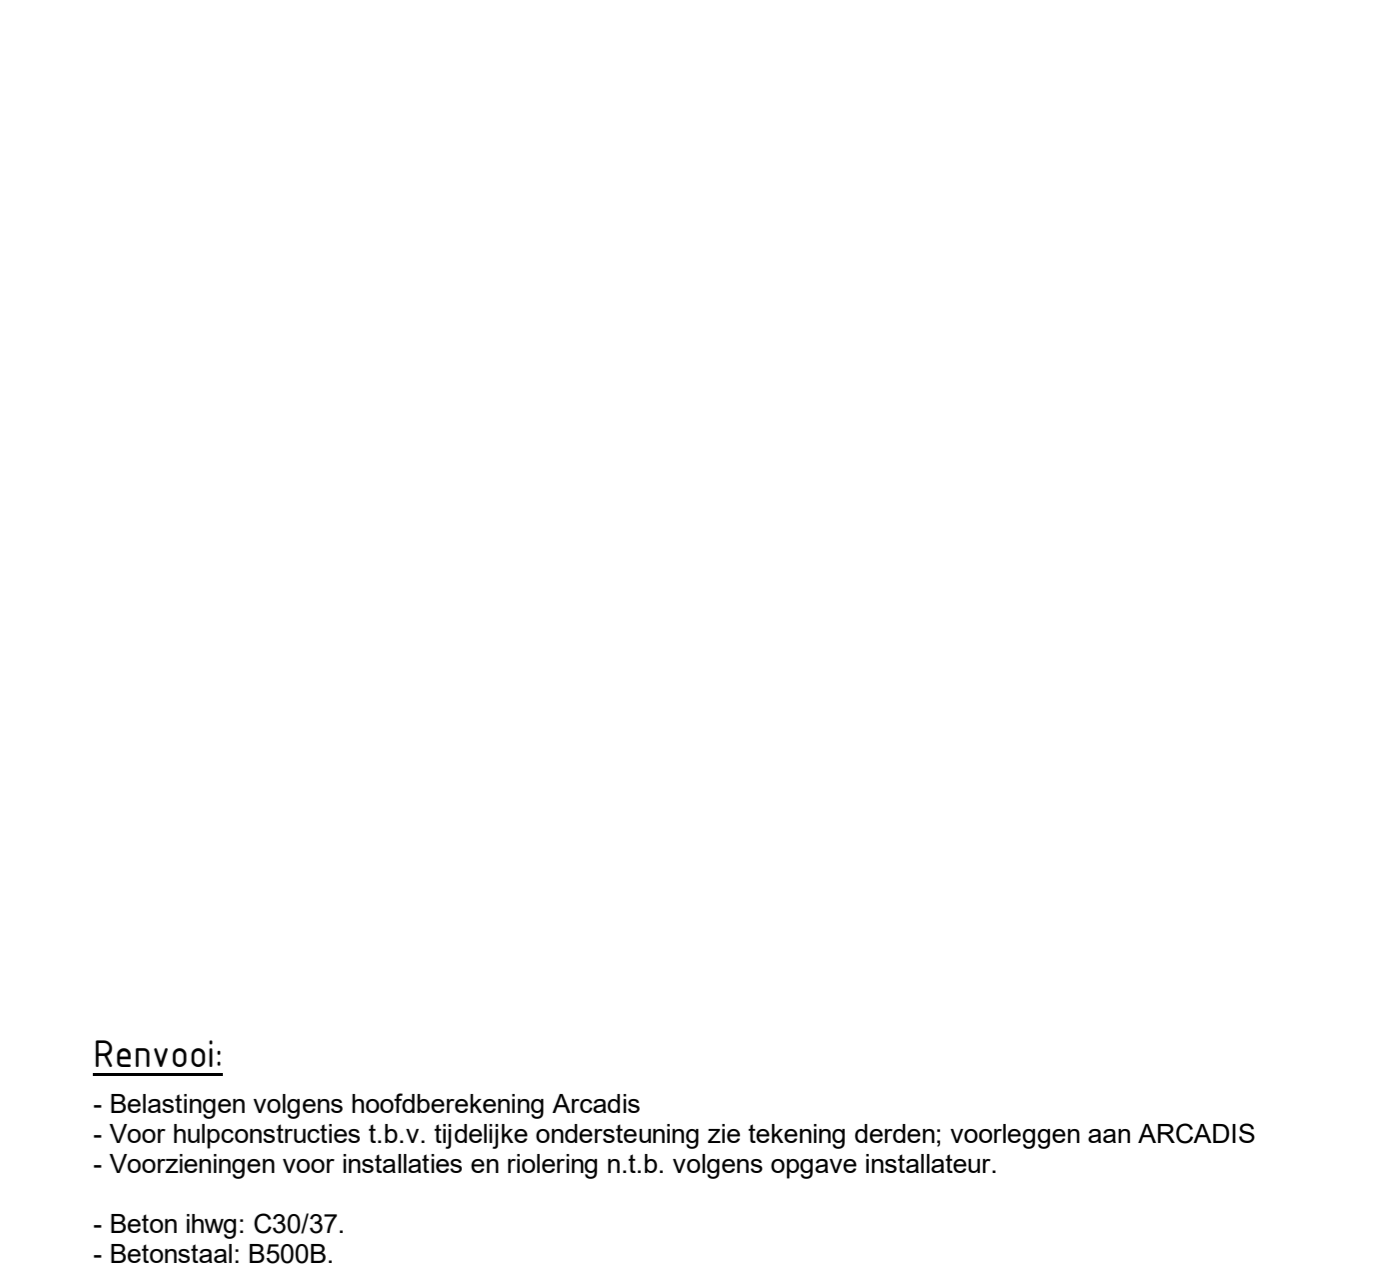 Renvooi:
- Belastingen volgens hoofdberekening Arcadis
- Voor hulpconstructies t.b.v. tijdelijke ondersteuning zie tekening derden; voorleggen aan ARCADIS
- Voorzieningen voor installaties en riolering n.t.b. volgens opgave installateur.
- Beton ihwg: C30/37.
- Betonstaal: B500B.